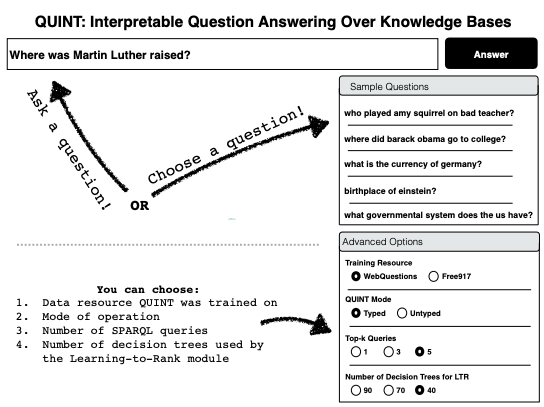 QUINT: Interpretable Question Answering Over Knowledge Bases
Where was Martin Luther raised?
Answer
Ask a question!
OR
Choose a question!
Sample Questions
who played amy squirrel on bad teacher?
where did barack obama go to college?
what is the currency of germany?
birthplace of einstein?
what governmental system does the us have?
You can choose:
1. Data resource QUINT was trained on
2. Mode of operation
3. Number of SPARQL queries
4. Number of decision trees used by
the Learning-to-Rank module
Advanced Options
Training Resource
WebQuestions Free917
QUINT Mode
Typed Untyped
Top-k Queries
1 3 5
Number of Decision Trees for LTR
90 70 40